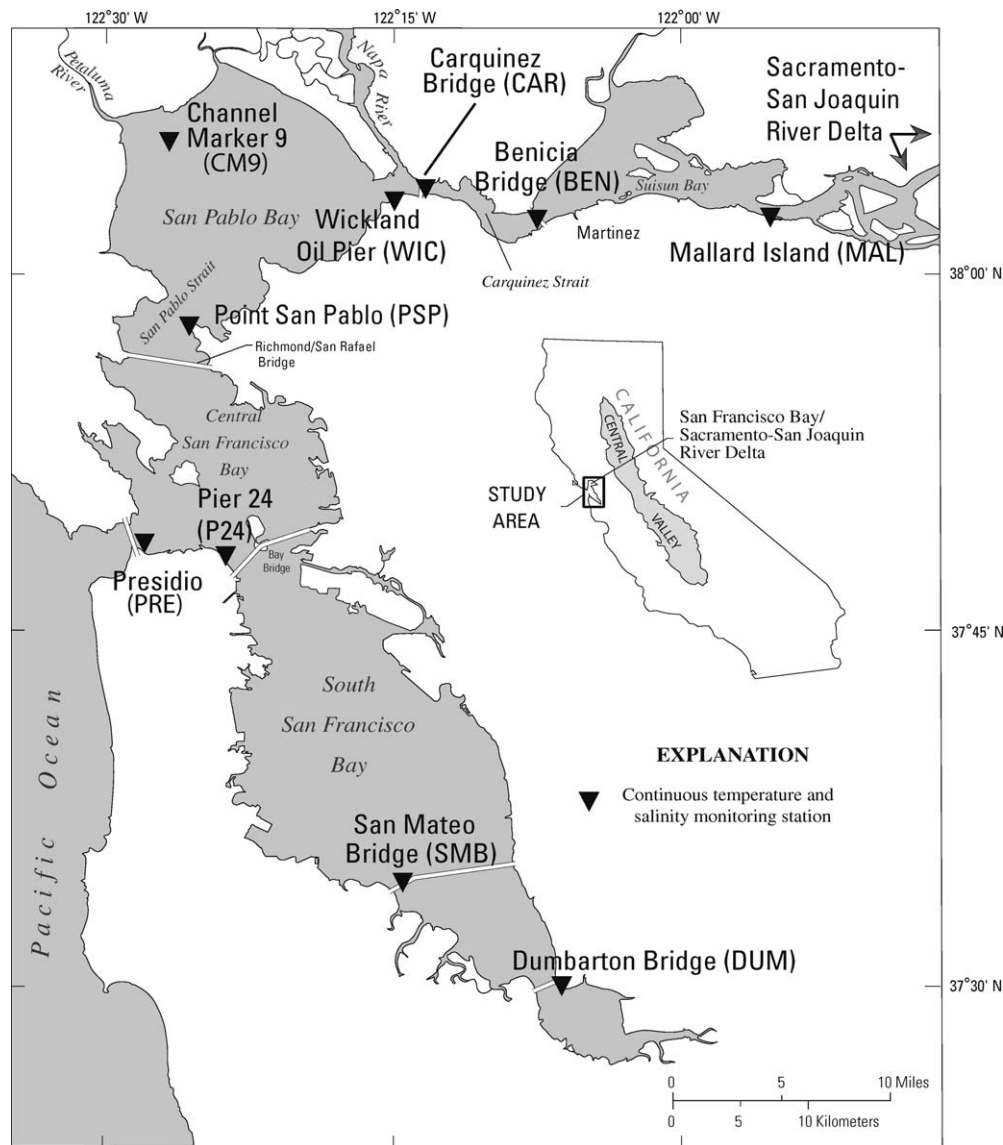 122°30' W
122°15' W
122°00' W
Petaluma
River
Napa
River
Carquinez
Bridge (CAR)
Sacramento-
San Joaquin
River Delta
Channel
Marker 9
(CM9)
Benicia
Bridge (BEN)
Suisun Bay
San Pablo Bay
Wickland
Oil Pier (WIC)
Martinez
Mallard Island (MAL)
Carquinez Strait
38°00' N
San Pablo Strait
Point San Pablo (PSP)
Richmond/San Rafael
Bridge
Central
San Francisco
Bay
CALIFORNIA
CENTRAL
VALLEY
San Francisco Bay/
Sacramento-San Joaquin
River Delta
STUDY
AREA
Pier 24
(P24)
Bay
Bridge
Presidio
(PRE)
37°45' N
South
San Francisco
Bay
Pacific Ocean
EXPLANATION
Continuous temperature and
salinity monitoring station
San Mateo
Bridge (SMB)
Dumbarton Bridge (DUM)
37°30' N
0 5 10 Miles
0 5 10 Kilometers